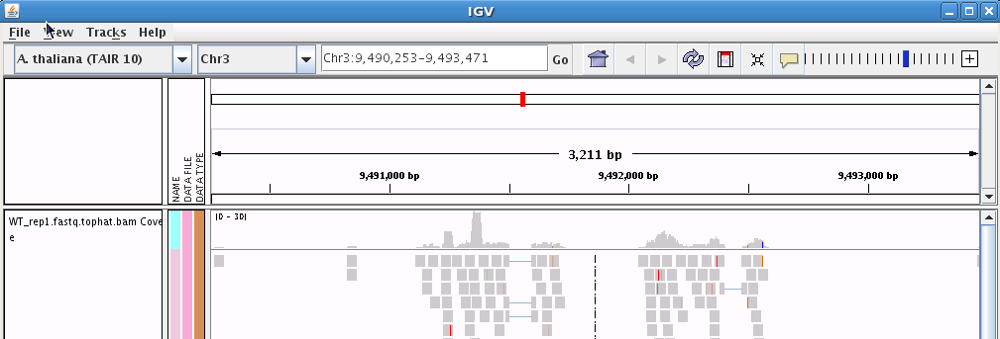 IGV
File View Tracks Help
A. thaliana (TAIR 10) Chr3 Chr3:9,490,253-9,493,471 Go
NAME
DATA FILE
DATA TYPE
3,211 bp
9,491,000 bp 9,492,000 bp 9,493,000 bp
WT_rep1.fastq.tophat.bam Cove
e
[0 - 30]